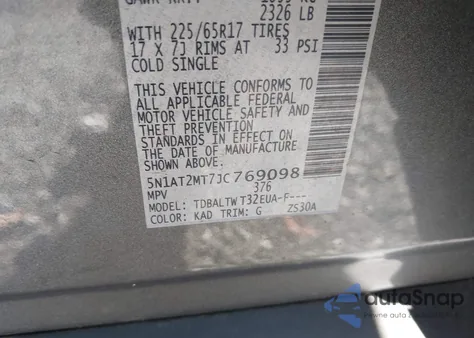 2326 LB
WITH 225/65R17 TIRES
17 X 7J RIMS AT 33 PSI
COLD SINGLE
THIS VEHICLE CONFORMS TO
ALL APPLICABLE FEDERAL
MOTOR VEHICLE SAFETY AND
THEFT PREVENTION
STANDARDS IN EFFECT ON
THE DATE OF MANUFACTURE
SHOWN ABOVE.
5N1AT2MT7JC769098
MPV 376
MODEL: TDBALTWT32EUA-F----
COLOR: KAD TRIM: G ZS30A
autoSnap